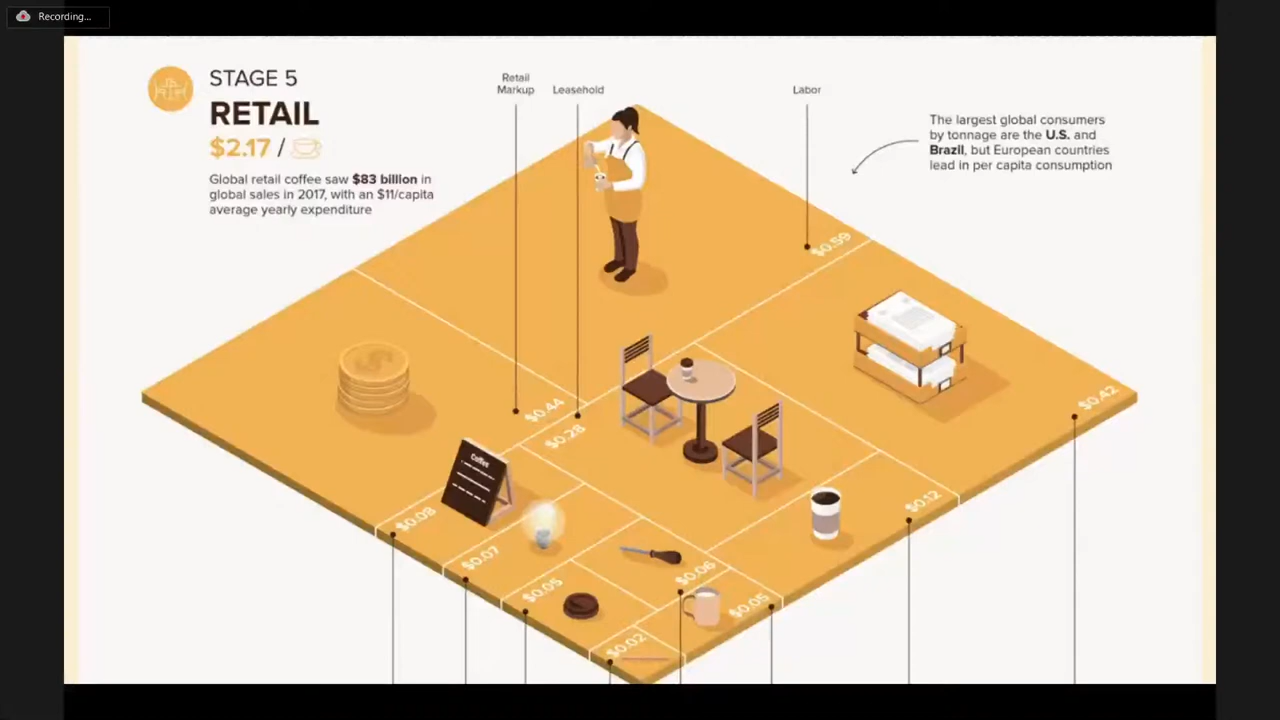 Recording...
STAGE 5
RETAIL
$2.17 /
Global retail coffee saw $83 billion in
global sales in 2017, with an $11/capita
average yearly expenditure
Retail
Markup
Leasehold
Labor
The largest global consumers
by tonnage are the U.S. and
Brazil, but European countries
lead in per capita consumption
$0.59
$0.44
$0.28
$0.42
Coffee
$0.08
$0.07
$0.05
$0.06
$0.12
$0.05
$0.02